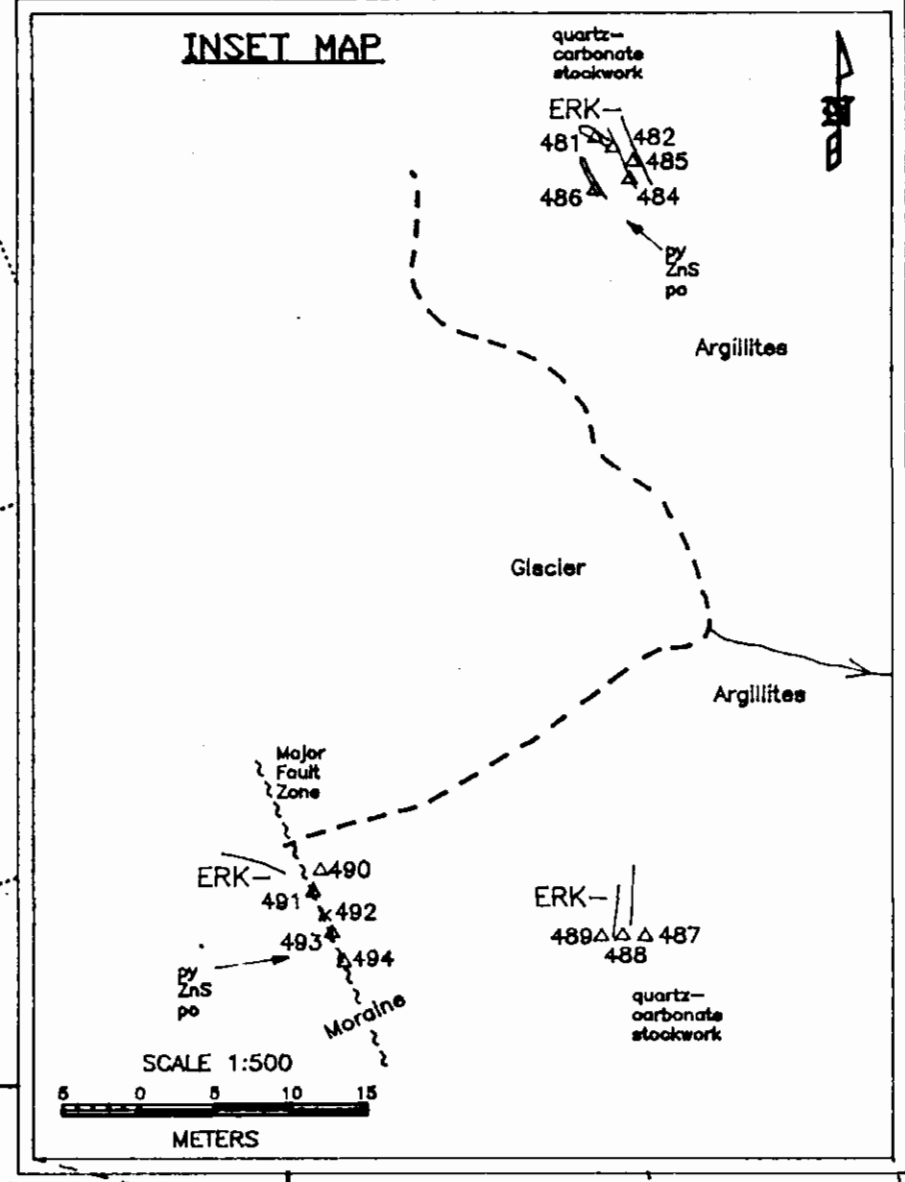 INSET MAP
quartz-
carbonate
stockwork
ERK-
481
482
485
486
484
py
ZnS
po
Argillites
Glacier
Argillites
Major
Fault
Zone
ERK-
490
491
492
493
494
py
ZnS
po
Moraine
ERK-
489
487
488
quartz-
carbonate
stockwork
SCALE 1:500
5 0 5 10 15
METERS